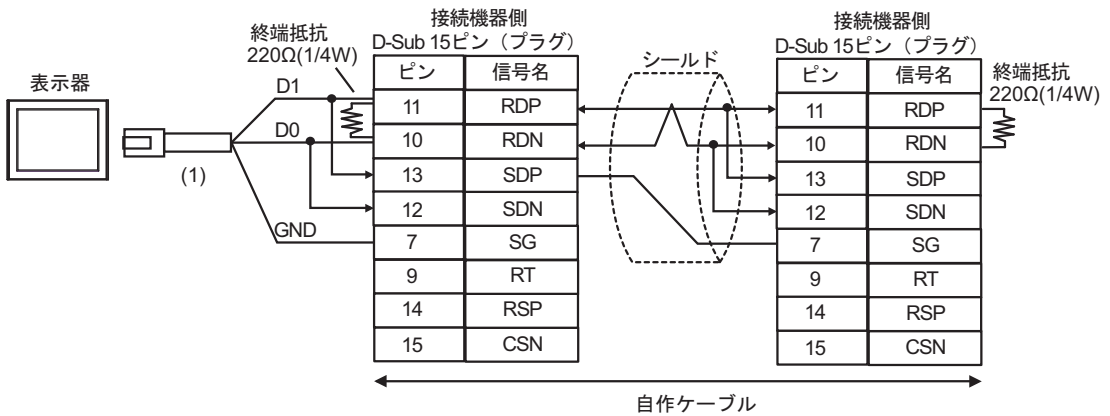 表示器
(1)
D1
D0
GND
終端抵抗
220Ω(1/4W)
接続機器側
D-Sub 15ピン（プラグ）
ピン 信号名
11 RDP
10 RDN
13 SDP
12 SDN
7 SG
9 RT
14 RSP
15 CSN
シールド
接続機器側
D-Sub 15ピン（プラグ）
ピン 信号名
11 RDP
10 RDN
13 SDP
12 SDN
7 SG
9 RT
14 RSP
15 CSN
終端抵抗
220Ω(1/4W)
自作ケーブル